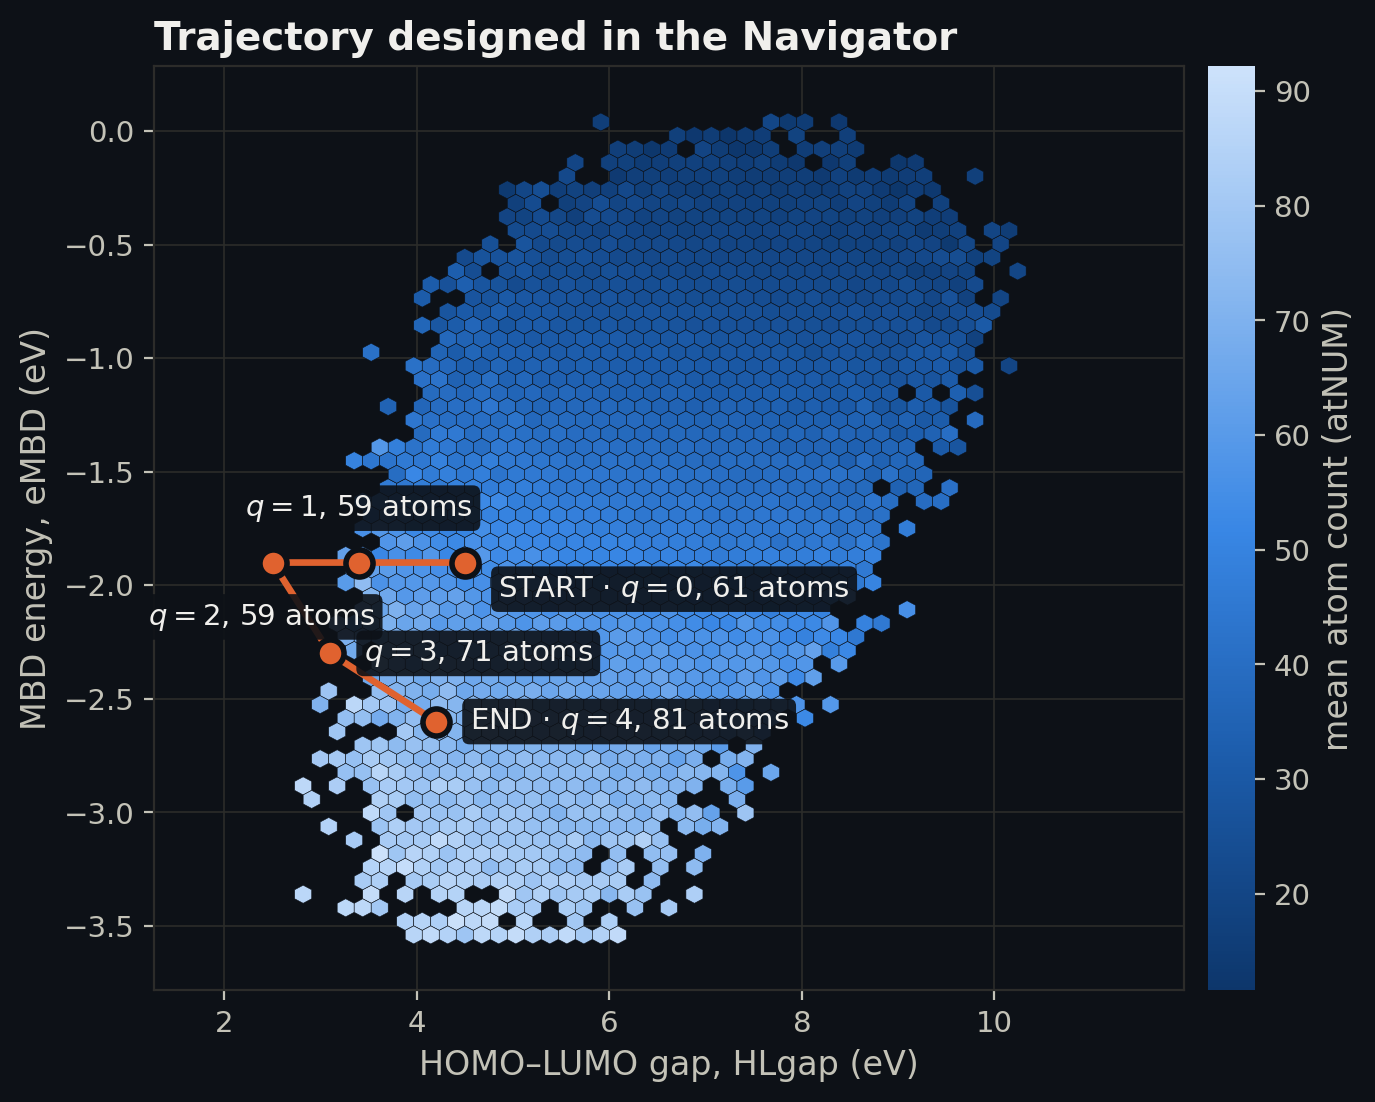 Trajectory designed in the Navigator
0.0
−0.5
−1.0
−1.5
−2.0
−2.5
−3.0
−3.5
MBD energy, eMBD (eV)
q = 1, 59 atoms
START · q = 0, 61 atoms
q = 2, 59 atoms
q = 3, 71 atoms
END · q = 4, 81 atoms
2
4
6
8
10
HOMO–LUMO gap, HLgap (eV)
90
80
70
60
50
40
30
20
mean atom count (atNUM)